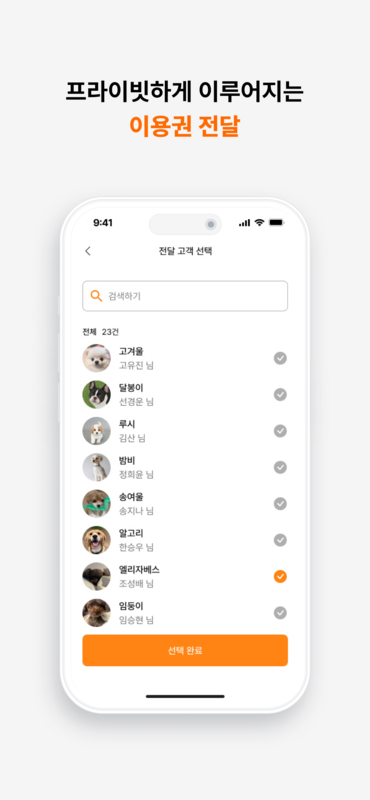 프라이빗하게 이루어지는
이용권 전달
9:41
전달 고객 선택
검색하기
전체 23건
고겨울
고유진 님
달봉이
선경운 님
루시
김산 님
밤비
정희윤 님
송여울
송지나 님
알고리
한승우 님
엘리자베스
조성배 님
임둥이
임승현 님
선택 완료